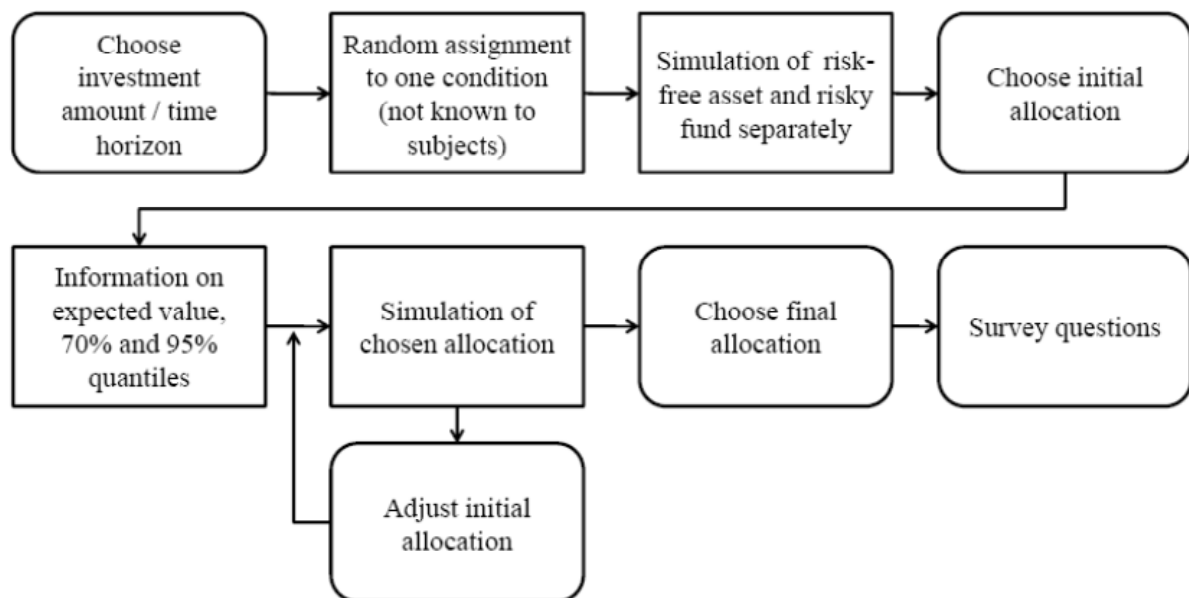 Choose
investment
amount / time
horizon
Random assignment
to one condition
(not known to
subjects)
Simulation of risk-
free asset and risky
fund separately
Choose initial
allocation
Information on
expected value,
70% and 95%
quantiles
Simulation of
chosen allocation
Choose final
allocation
Survey questions
Adjust initial
allocation